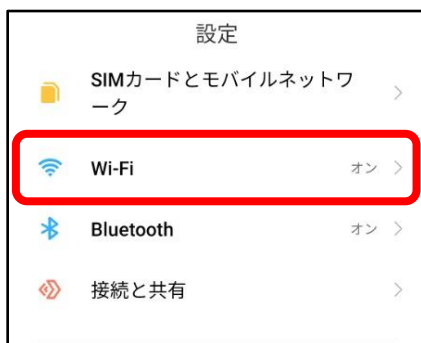 設定
SIMカードとモバイルネットワ
ーク
Wi-Fi オン
Bluetooth オン
接続と共有